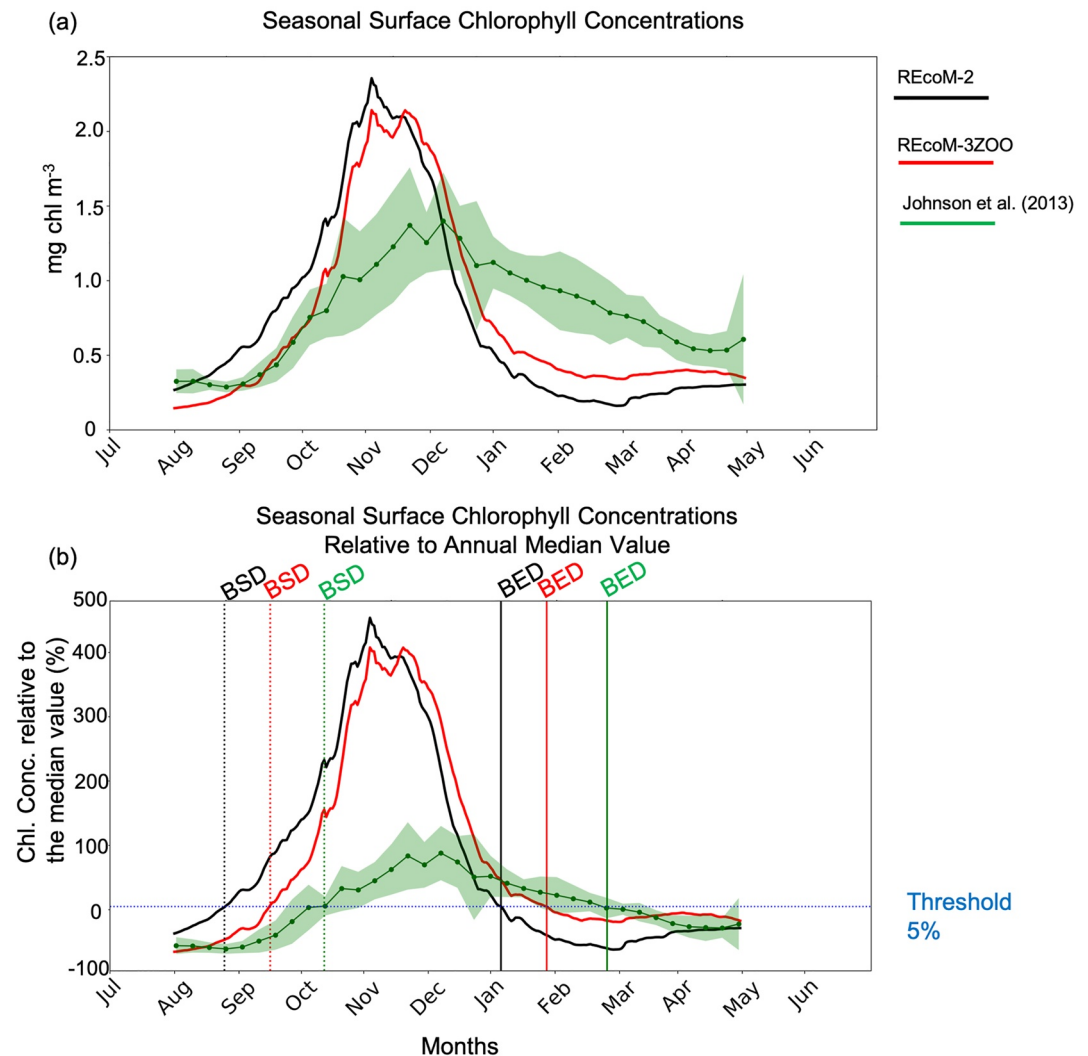 (a)
Seasonal Surface Chlorophyll Concentrations
2.5
2.0
1.5
1.0
0.5
0
mg chl m-3
Jul
Aug
Sep
Oct
Nov
Dec
Jan
Feb
Mar
Apr
May
Jun
REcoM-2
REcoM-3ZOO
Johnson et al. (2013)
Seasonal Surface Chlorophyll Concentrations
Relative to Annual Median Value
(b)
BSD
BSD
BSD
BED
BED
BED
500
400
300
200
100
0
-100
Chl. Conc. relative to
the median value (%)
Threshold
5%
Jul
Aug
Sep
Oct
Nov
Dec
Jan
Feb
Mar
Apr
May
Jun
Months